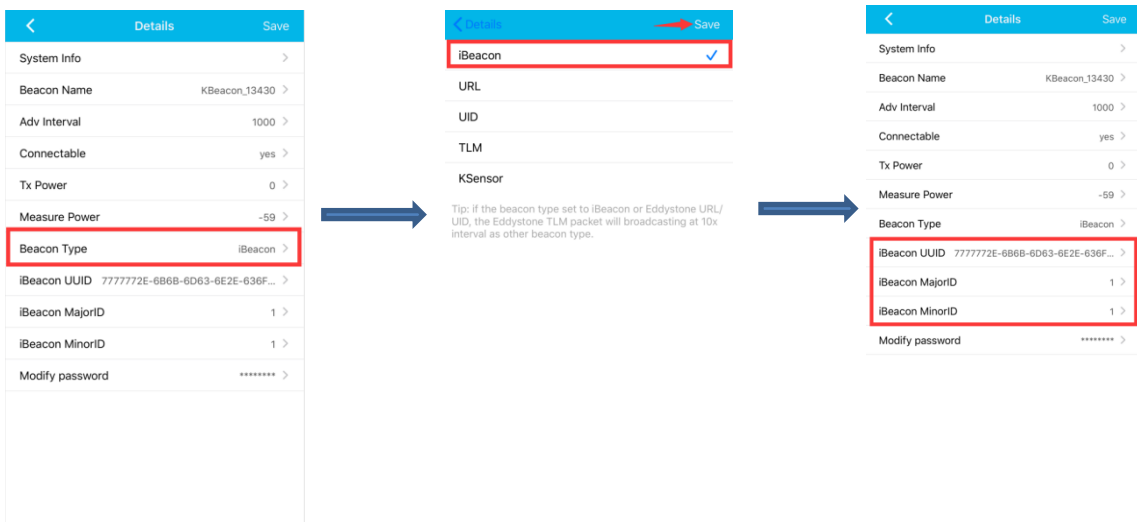 Details Save
System Info
Beacon Name KBeacon_13430
Adv Interval 1000
Connectable yes
Tx Power 0
Measure Power -59
Beacon Type iBeacon
iBeacon UUID 7777772E-6B6B-6D63-6E2E-636F...
iBeacon MajorID 1
iBeacon MinorID 1
Modify password ********
Details Save
iBeacon
URL
UID
TLM
KSensor
Tip: if the beacon type set to iBeacon or Eddystone URL/
UID, the Eddystone TLM packet will broadcasting at 10x
interval as other beacon type.
Details Save
System Info
Beacon Name KBeacon_13430
Adv Interval 1000
Connectable yes
Tx Power 0
Measure Power -59
Beacon Type iBeacon
iBeacon UUID 7777772E-6B6B-6D63-6E2E-636F...
iBeacon MajorID 1
iBeacon MinorID 1
Modify password ********